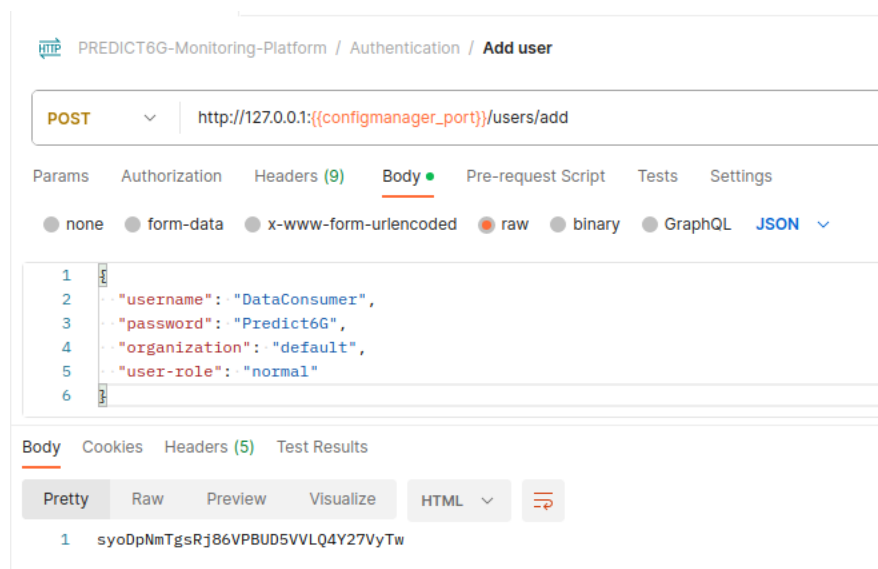 HTTP PREDICT6G-Monitoring-Platform / Authentication / Add user
POST http://127.0.0.1:{{configmanager_port}}/users/add
Params Authorization Headers (9) Body Pre-request Script Tests Settings
none form-data x-www-form-urlencoded raw binary GraphQL JSON
1 {
2 "username": "DataConsumer",
3 "password": "Predict6G",
4 "organization": "default",
5 "user-role": "normal"
6 }
Body Cookies Headers (5) Test Results
Pretty Raw Preview Visualize HTML
1 syoDpNmTgsRj86VPBUD5VVLQ4Y27VyTw